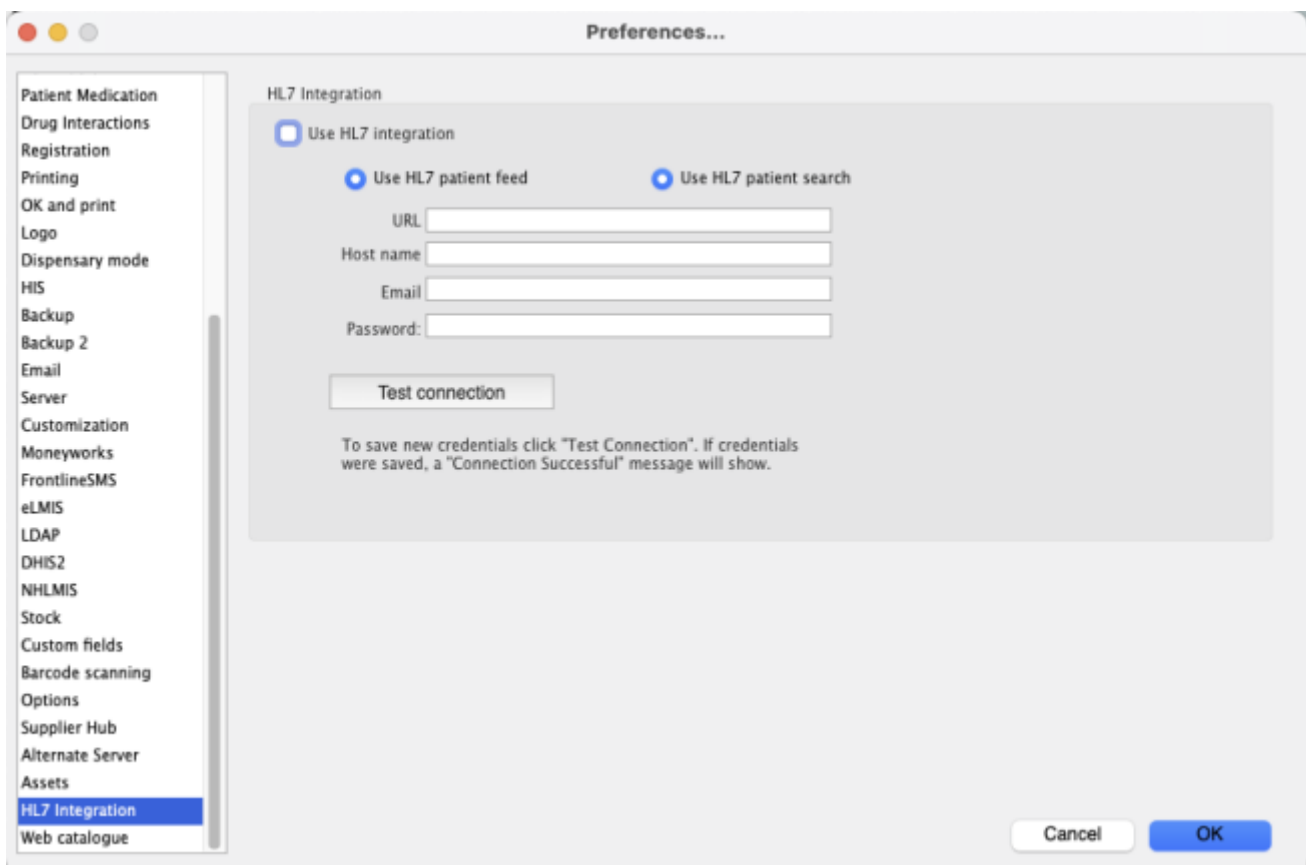 Preferences...
Patient Medication
Drug Interactions
Registration
Printing
OK and print
Logo
Dispensary mode
HIS
Backup
Backup 2
Email
Server
Customization
Moneyworks
FrontlineSMS
eLMIS
LDAP
DHIS2
NHLMIS
Stock
Custom fields
Barcode scanning
Options
Supplier Hub
Alternate Server
Assets
HL7 Integration
Web catalogue
HL7 Integration
Use HL7 integration
Use HL7 patient feed Use HL7 patient search
URL
Host name
Email
Password:
Test connection
To save new credentials click "Test Connection". If credentials
were saved, a "Connection Successful" message will show.
Cancel OK